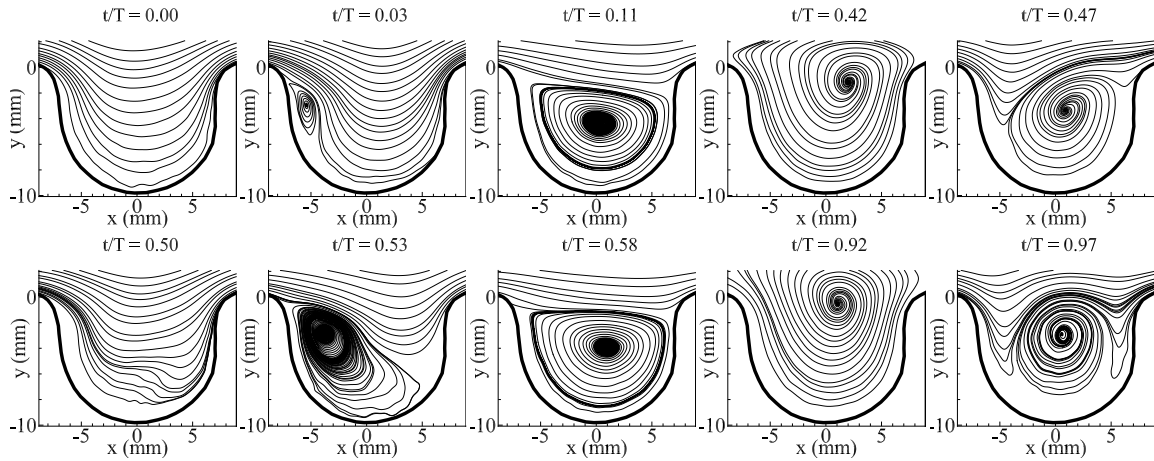 t/T = 0.00 t/T = 0.03 t/T = 0.11 t/T = 0.42 t/T = 0.47
0 0 0 0 0
y (mm) y (mm) y (mm) y (mm) y (mm)
-10 -10 -10 -10 -10
-5 0 5 -5 0 5 -5 0 5 -5 0 5 -5 0 5
x (mm) x (mm) x (mm) x (mm) x (mm)
t/T = 0.50 t/T = 0.53 t/T = 0.58 t/T = 0.92 t/T = 0.97
0 0 0 0 0
y (mm) y (mm) y (mm) y (mm) y (mm)
-10 -10 -10 -10 -10
-5 0 5 -5 0 5 -5 0 5 -5 0 5 -5 0 5
x (mm) x (mm) x (mm) x (mm) x (mm)